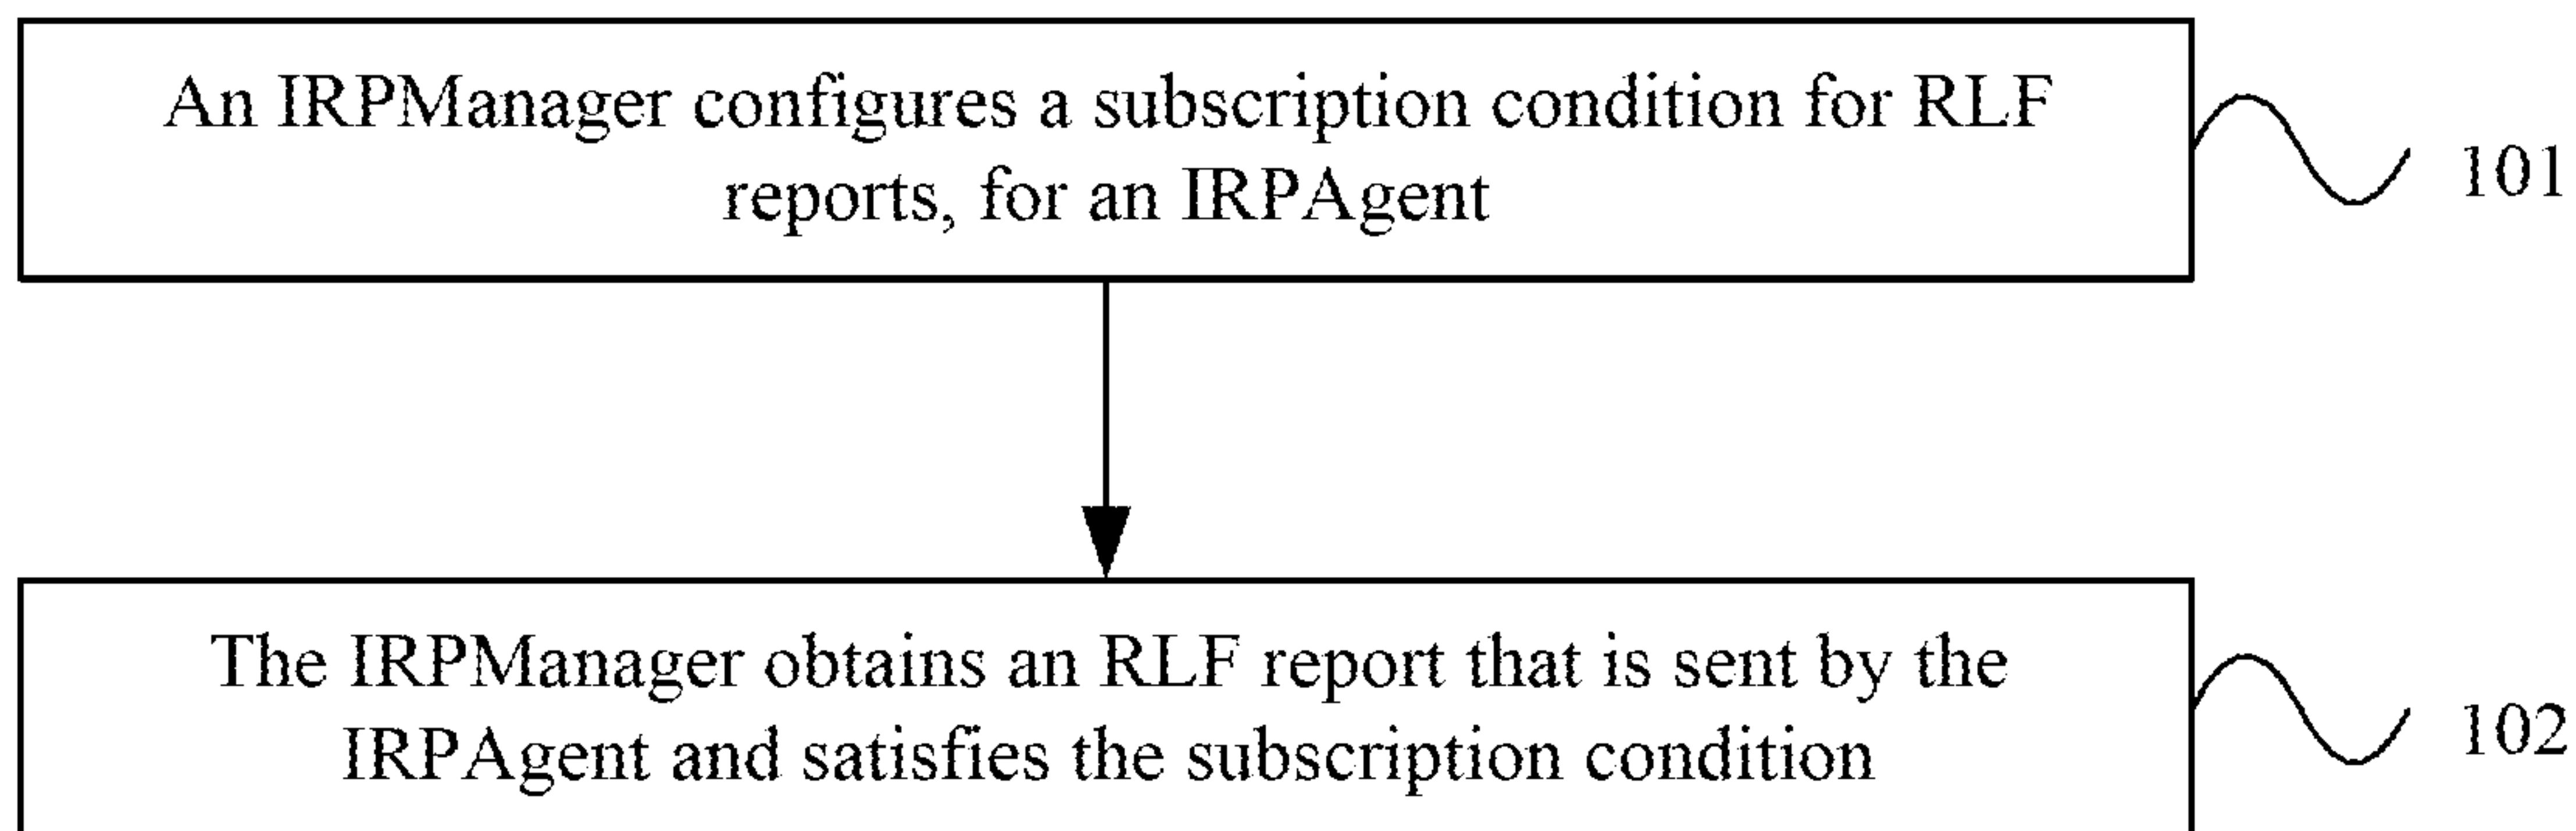 An IRPManager configures a subscription condition for RLF
reports, for an IRPAgent
101
The IRPManager obtains an RLF report that is sent by the
IRPAgent and satisfies the subscription condition
102